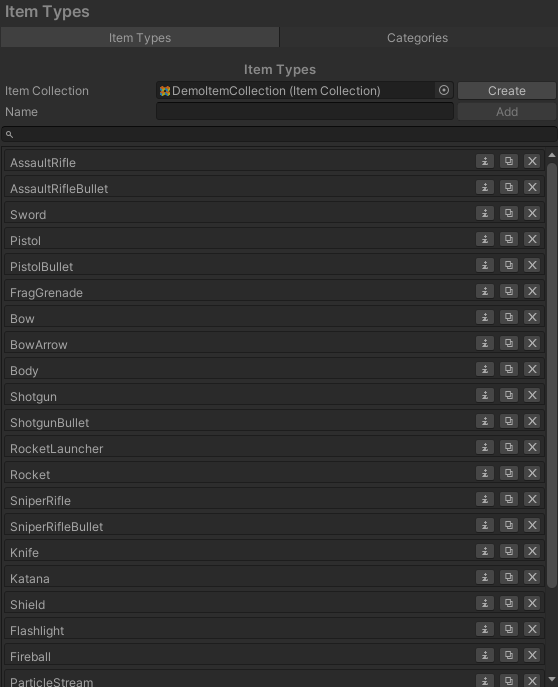 Item Types
Item Types Categories
Item Types
Item Collection DemoItemCollection (Item Collection) Create
Name Add
AssaultRifle
AssaultRifleBullet
Sword
Pistol
PistolBullet
FragGrenade
Bow
BowArrow
Body
Shotgun
ShotgunBullet
RocketLauncher
Rocket
SniperRifle
SniperRifleBullet
Knife
Katana
Shield
Flashlight
Fireball
ParticleStream